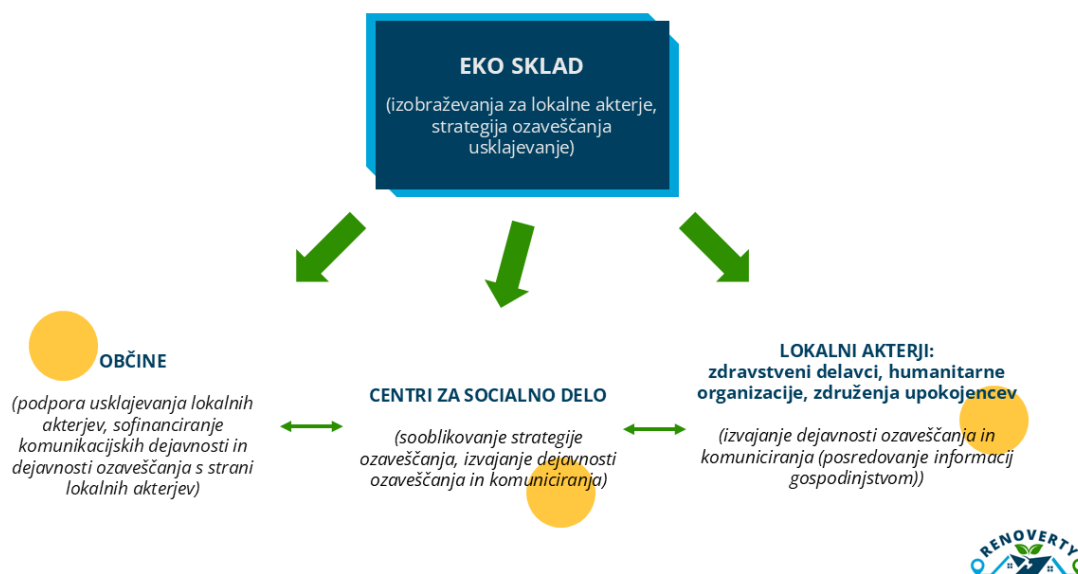 EKO SKLAD
(izobraževanja za lokalne akterje,
strategija ozaveščanja
usklajevanje)
OBČINE
(podpora usklajevanja lokalnih
akterjev, sofinanciranje
komunikacijskih dejavnosti in
dejavnosti ozaveščanja s strani
lokalnih akterjev)
CENTRI ZA SOCIALNO DELO
(sooblikovanje strategije
ozaveščanja, izvajanje dejavnosti
ozaveščanja in komuniciranja)
LOKALNI AKTERJI:
zdravstveni delavci, humanitarne
organizacije, združenja upokojencev
(izvajanje dejavnosti ozaveščanja in
komuniciranja (posredovanje informacij
gospodinjstvom))
RENOVERTY